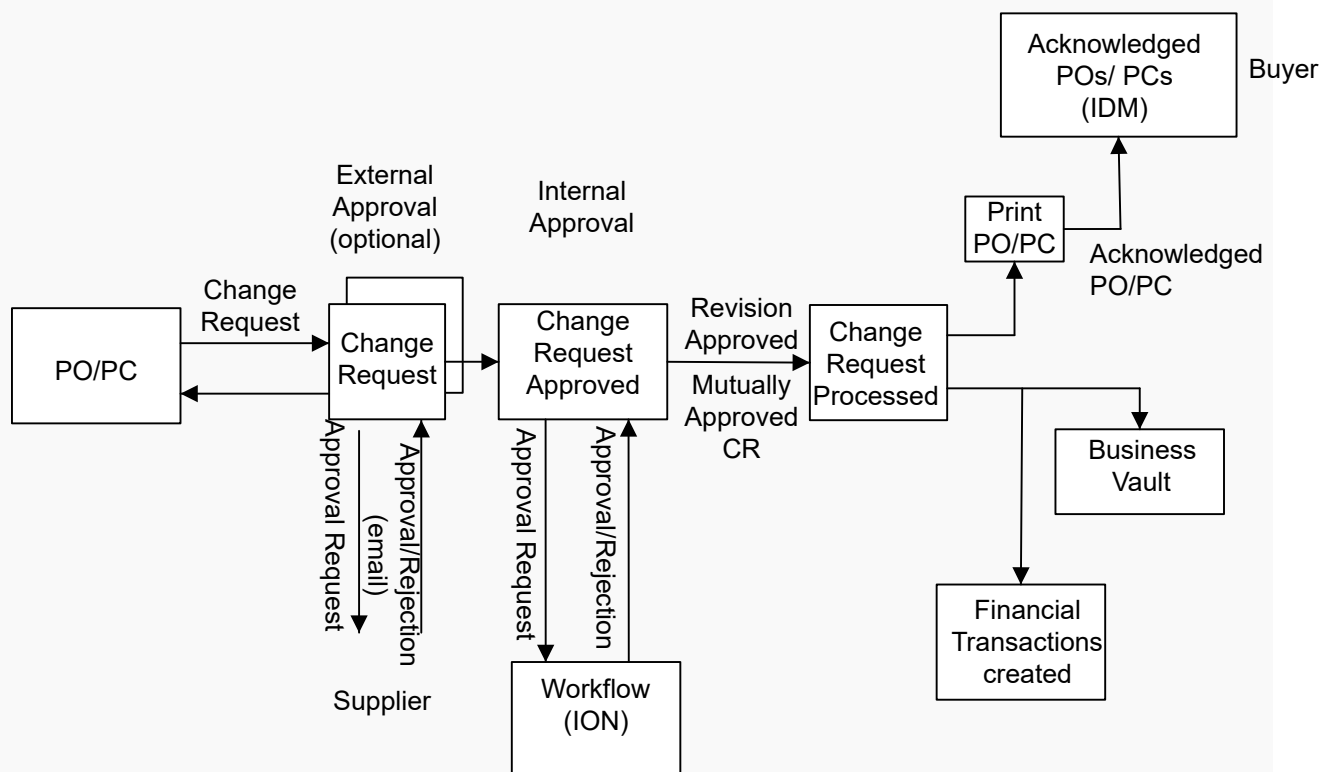 Acknowledged
POs/ PCs
(IDM)
Buyer
External
Approval
(optional)
Internal
Approval
Print
PO/PC
Acknowledged
PO/PC
Change
Request
PO/PC
Change
Request
Change
Request
Approved
Revision
Approved
Mutually
Approved
CR
Change
Request
Processed
Approval Request
(email)
Approval/Rejection
Approval Request
Approval/Rejection
Business
Vault
Financial
Transactions
created
Supplier
Workflow
(ION)